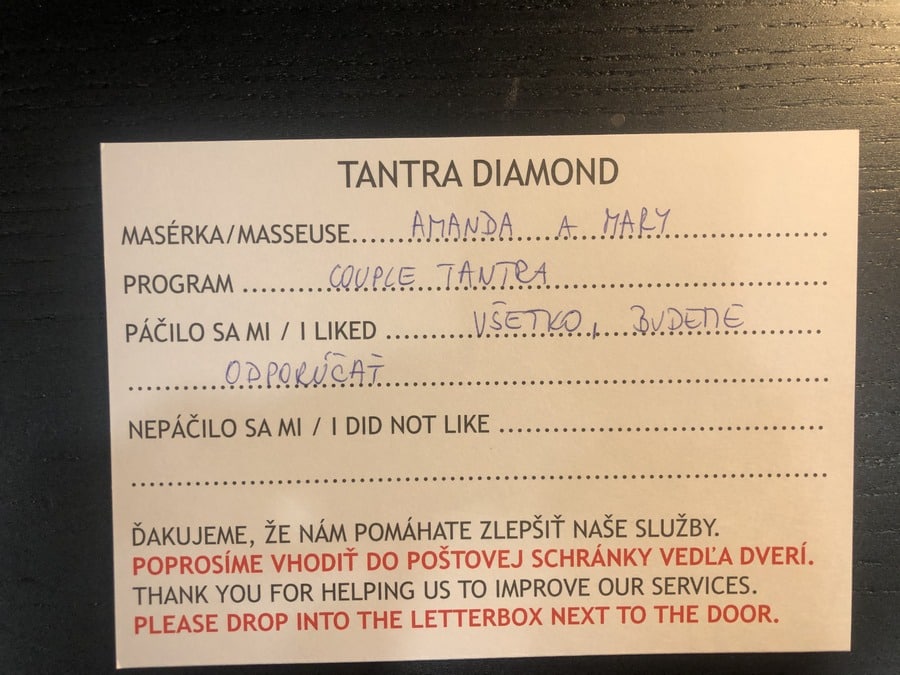 TANTRA DIAMOND
MASÉRKA/MASSEUSE.... AMANDA A MARY
PROGRAM .......... COUPLE TANTRA
PÁČILO SA MI / I LIKED .......... VŠETKO, BUDEME
ODPORÚČAŤ
NEPÁČILO SA MI / I DID NOT LIKE ..........
ĎAKUJEME, ŽE NÁM POMÁHATE ZLEPŠIŤ NAŠE SLUŽBY.
POPROSÍME VHODIŤ DO POŠTOVEJ SCHRÁNKY VEDĽA DVERÍ.
THANK YOU FOR HELPING US TO IMPROVE OUR SERVICES.
PLEASE DROP INTO THE LETTERBOX NEXT TO THE DOOR.